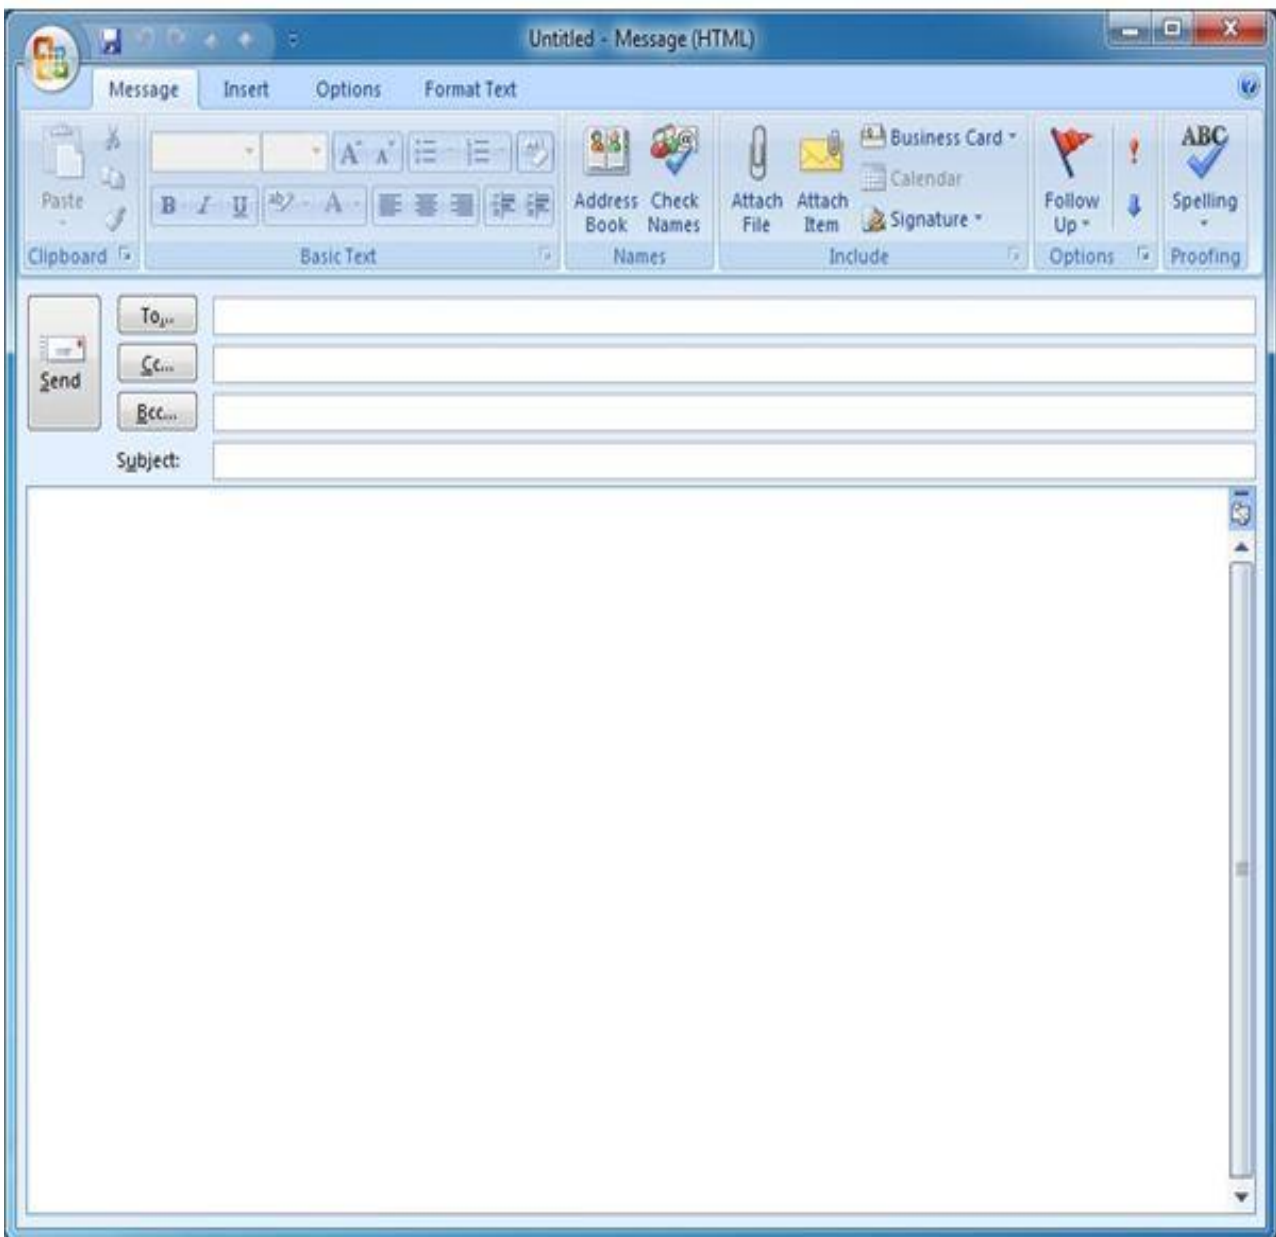 Untitled - Message (HTML)
Message Insert Options Format Text
ABC
Business Card
Calendar
Paste B I U ab A A A Address Book Check Names Attach File Attach Item Signature Follow Up Spelling
Clipboard Basic Text Names Include Options Proofing
To...
Cc...
Send
Bcc...
Subject: